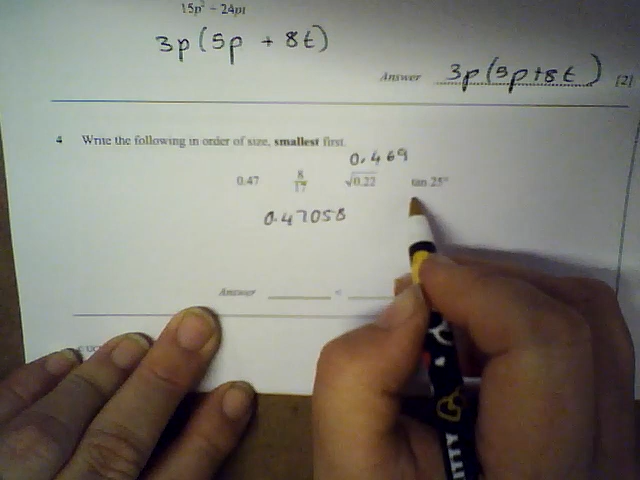 15p² – 24pt
3p(5p + 8t)
Answer 3p(5p+8t) [2]
4 Write the following in order of size, smallest first.
0.469
0.47 8/17 √0.22 tan 25°
0.47058
Answer <